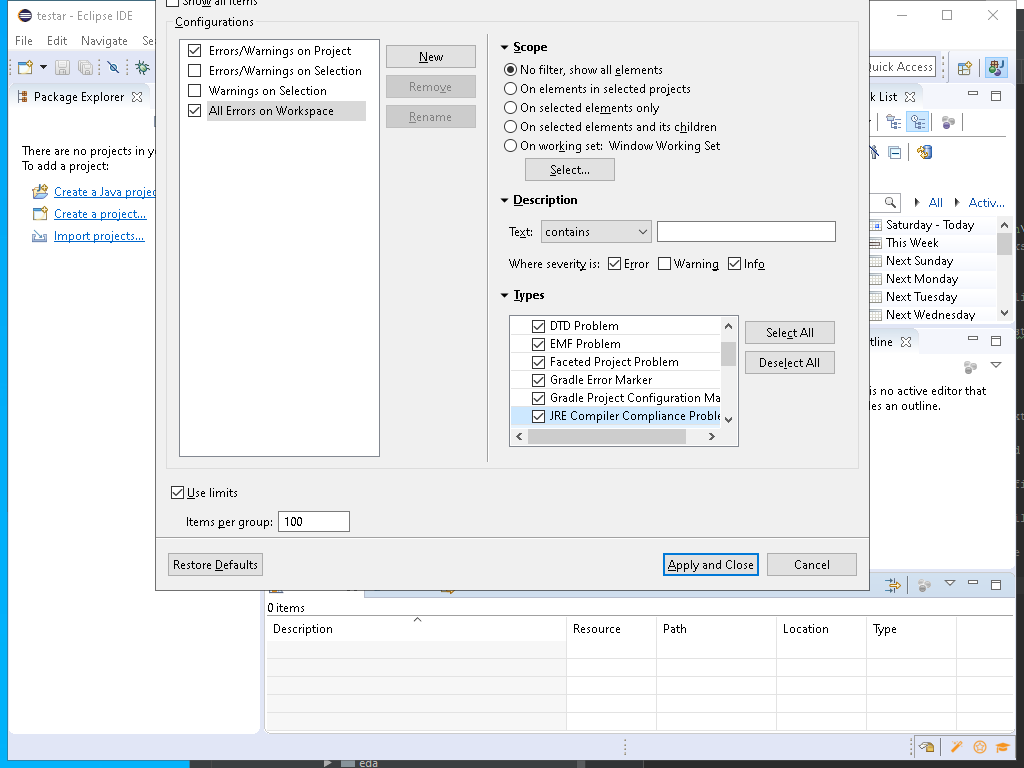 testar - Eclipse IDE
Show all items
File Edit Navigate Se
Configurations
Errors/Warnings on Project
Errors/Warnings on Selection
Warnings on Selection
All Errors on Workspace
New
Remove
Rename
Scope
No filter, show all elements
On elements in selected projects
On selected elements only
On selected elements and its children
On working set: Window Working Set
Select...
Description
Text: contains
Where severity is: Error Warning Info
Types
DTD Problem
EMF Problem
Faceted Project Problem
Gradle Error Marker
Gradle Project Configuration Ma
JRE Compiler Compliance Proble
Select All
Deselect All
Use limits
Items per group: 100
Restore Defaults
Apply and Close
Cancel
Package Explorer
There are no projects in y
To add a project:
Create a Java projec
Create a project...
Import projects...
Quick Access
k List
All Activ...
Saturday - Today
This Week
Next Sunday
Next Monday
Next Tuesday
Next Wednesday
tline
is no active editor that
les an outline.
0 items
Description Resource Path Location Type
eda